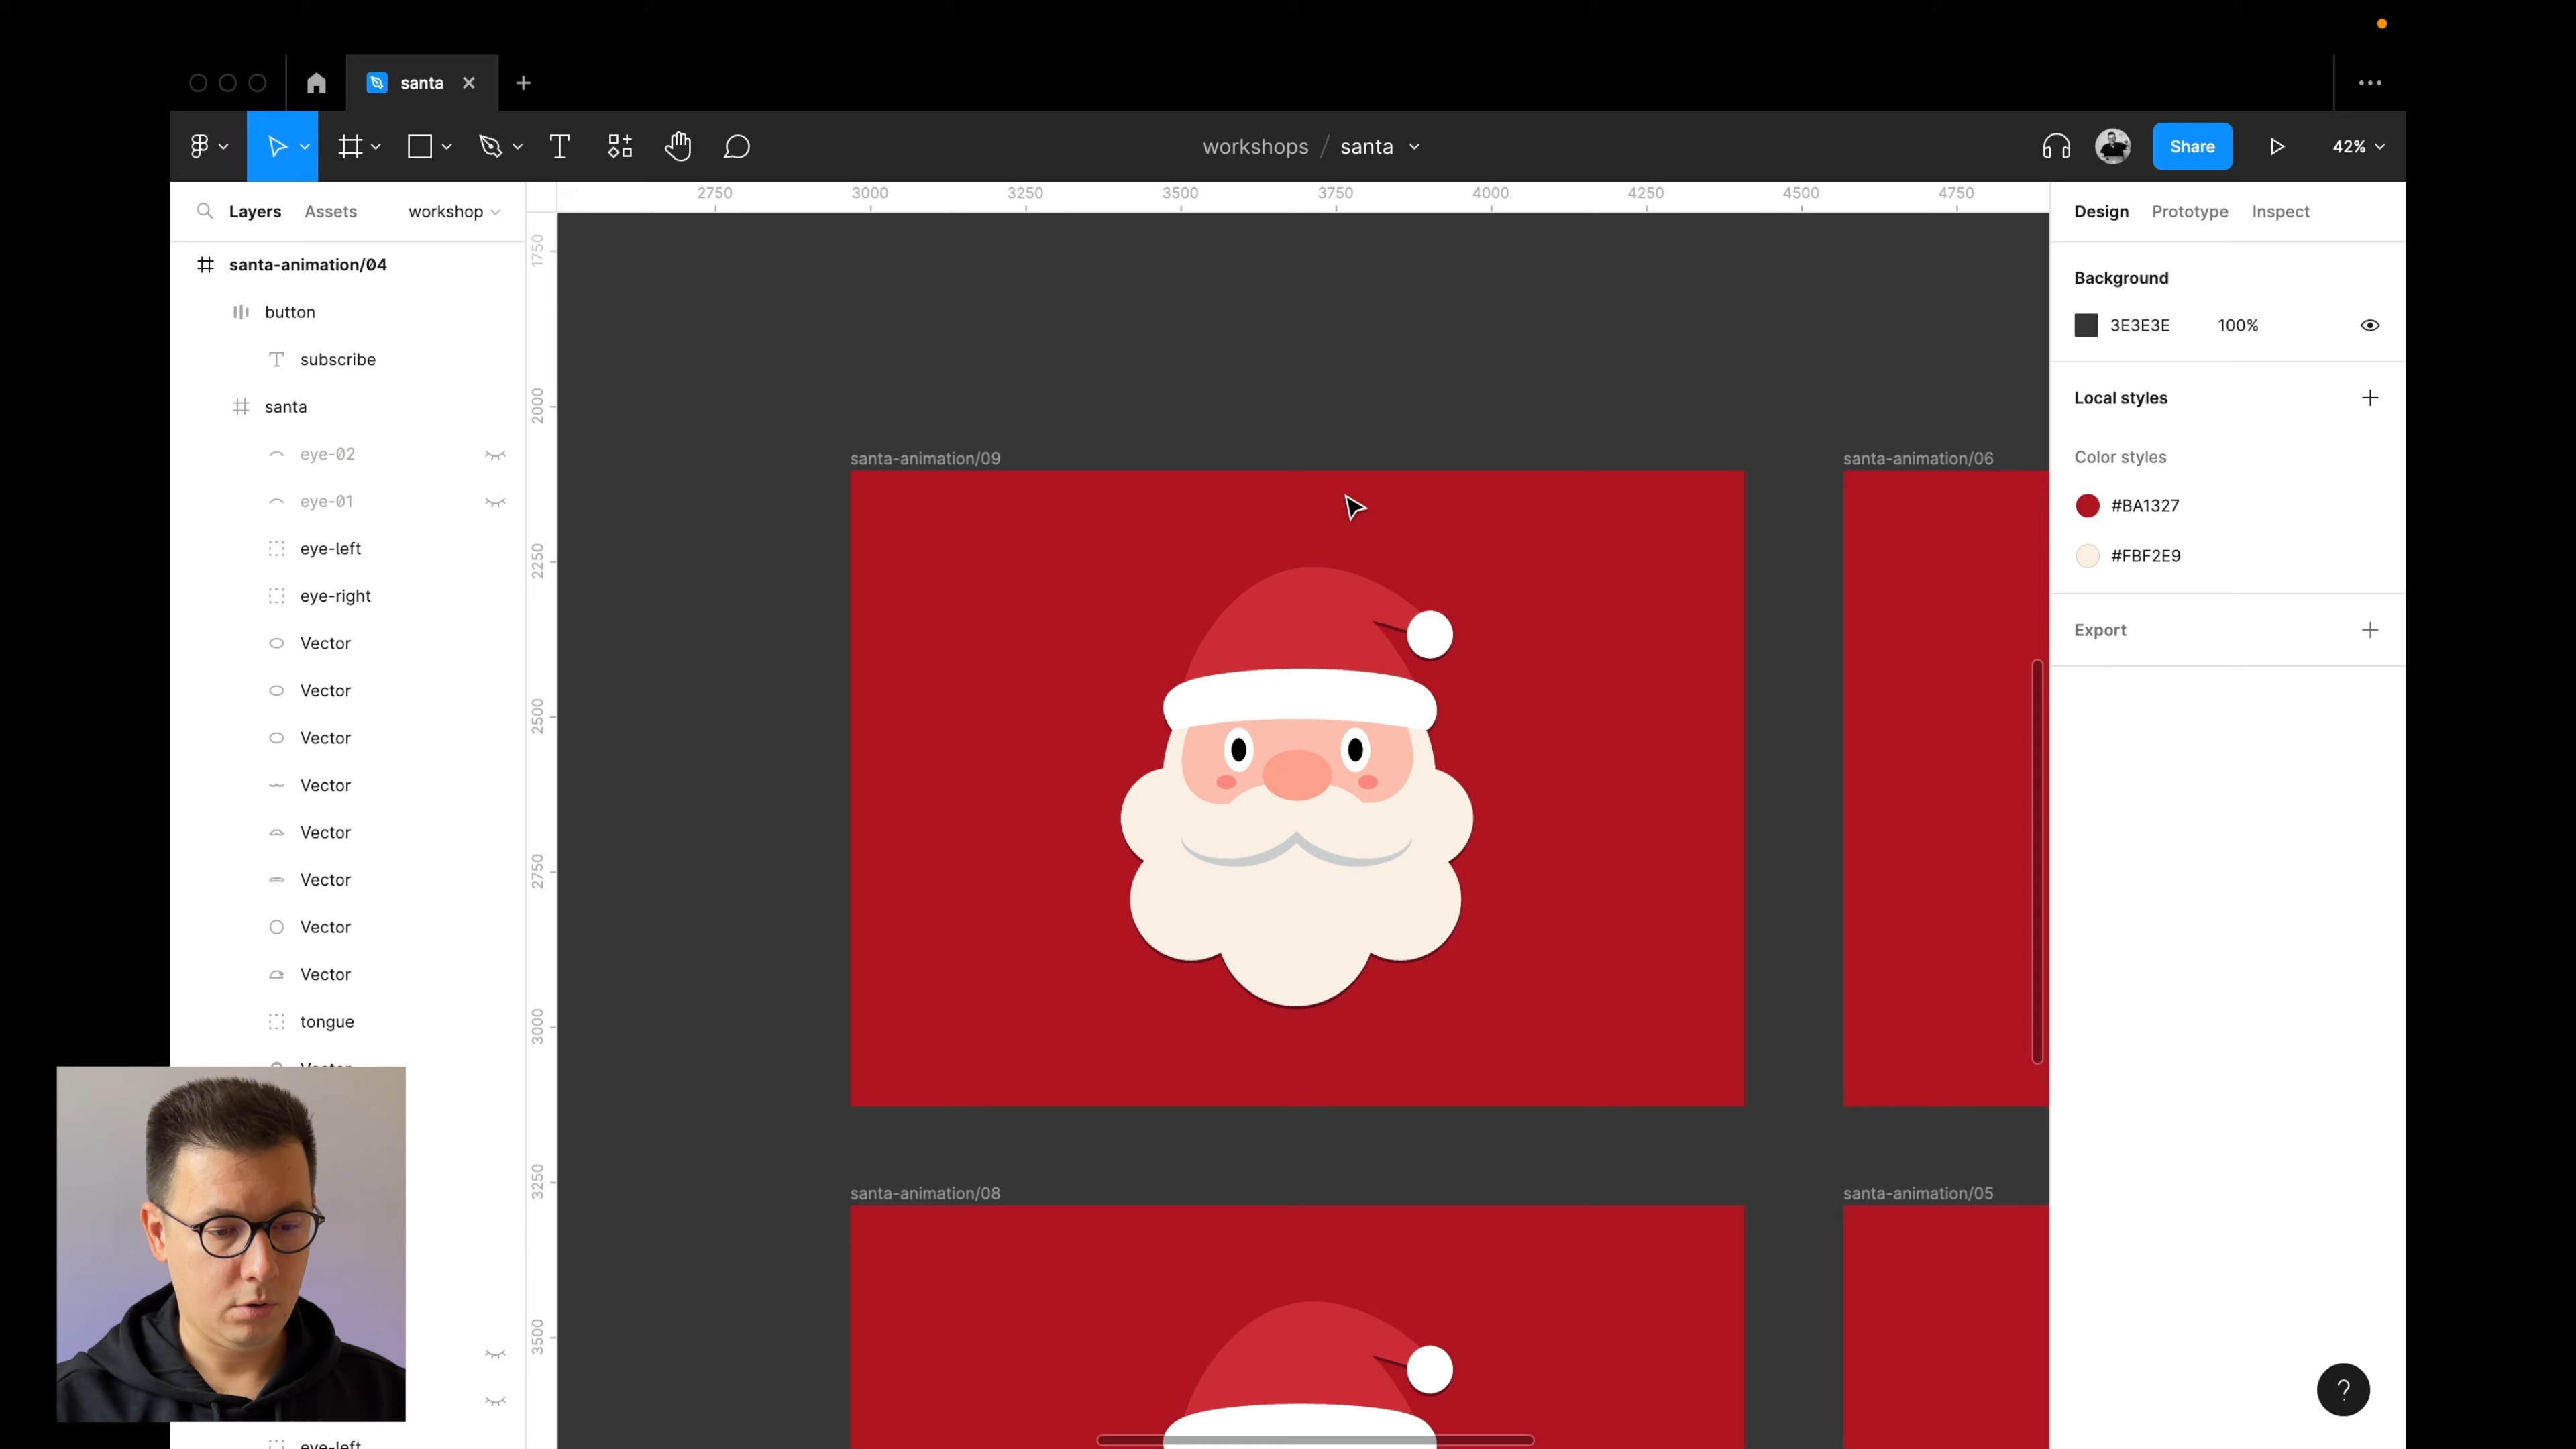 santa
workshops / santa
Share
42%
Layers
Assets
workshop
2750
3000
3250
3500
3750
4000
4250
4500
4750
Design
Prototype
Inspect
1750
2000
2250
2500
2750
3000
3250
3500
santa-animation/04
button
subscribe
santa
eye-02
eye-01
eye-left
eye-right
Vector
Vector
Vector
Vector
Vector
Vector
Vector
Vector
tongue
Vector
eye-left
santa-animation/09
santa-animation/06
santa-animation/08
santa-animation/05
Background
3E3E3E 100%
Local styles
Color styles
#BA1327
#FBF2E9
Export
?